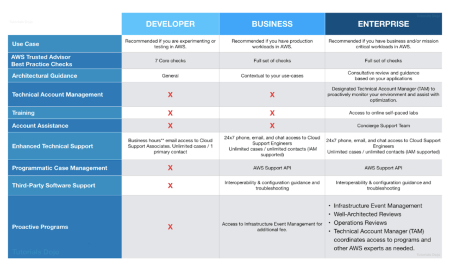 DEVELOPER BUSINESS ENTERPRISE
Use Case
Recommended if you are experimenting or
testing in AWS.
Recommended if you have production
workloads in AWS.
Recommended if you have business and/or mission
critical workloads in AWS.
AWS Trusted Advisor
Best Practice Checks
7 Core checks
Full set of checks
Full set of checks
Architectural Guidance
General
Contextual to your use-cases
Consultative review and guidance
based on your applications
Technical Account Management
X
X
Designated Technical Account Manager (TAM) to
proactively monitor your environment and assist with
optimization.
Training
X
X
Access to online self-paced labs
Account Assistance
X
X
Concierge Support Team
Enhanced Technical Support
Business hours** email access to Cloud
Support Associates. Unlimited cases / 1
primary contact
24x7 phone, email, and chat access to Cloud
Support Engineers
Unlimited cases / unlimited contacts (IAM
supported)
24x7 phone, email, and chat access to Cloud Support
Engineers
Unlimited cases / unlimited contacts (IAM supported)
Programmatic Case Management
X
AWS Support API
AWS Support API
Third-Party Software Support
X
Interoperability & configuration guidance and
troubleshooting
Interoperability & configuration guidance and
troubleshooting
Proactive Programs
X
Access to Infrastructure Event Management for
additional fee.
• Infrastructure Event Management
• Well-Architected Reviews
• Operations Reviews
• Technical Account Manager (TAM)
coordinates access to programs and
other AWS experts as needed.